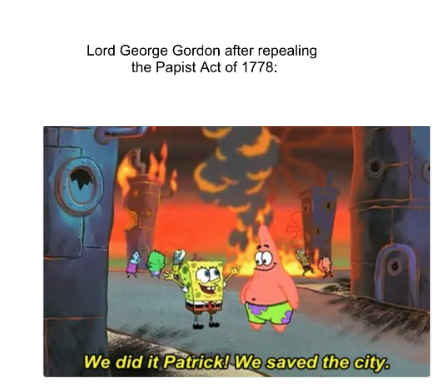 Lord George Gordon after repealing
the Papist Act of 1778:
We did it Patrick! We saved the city.